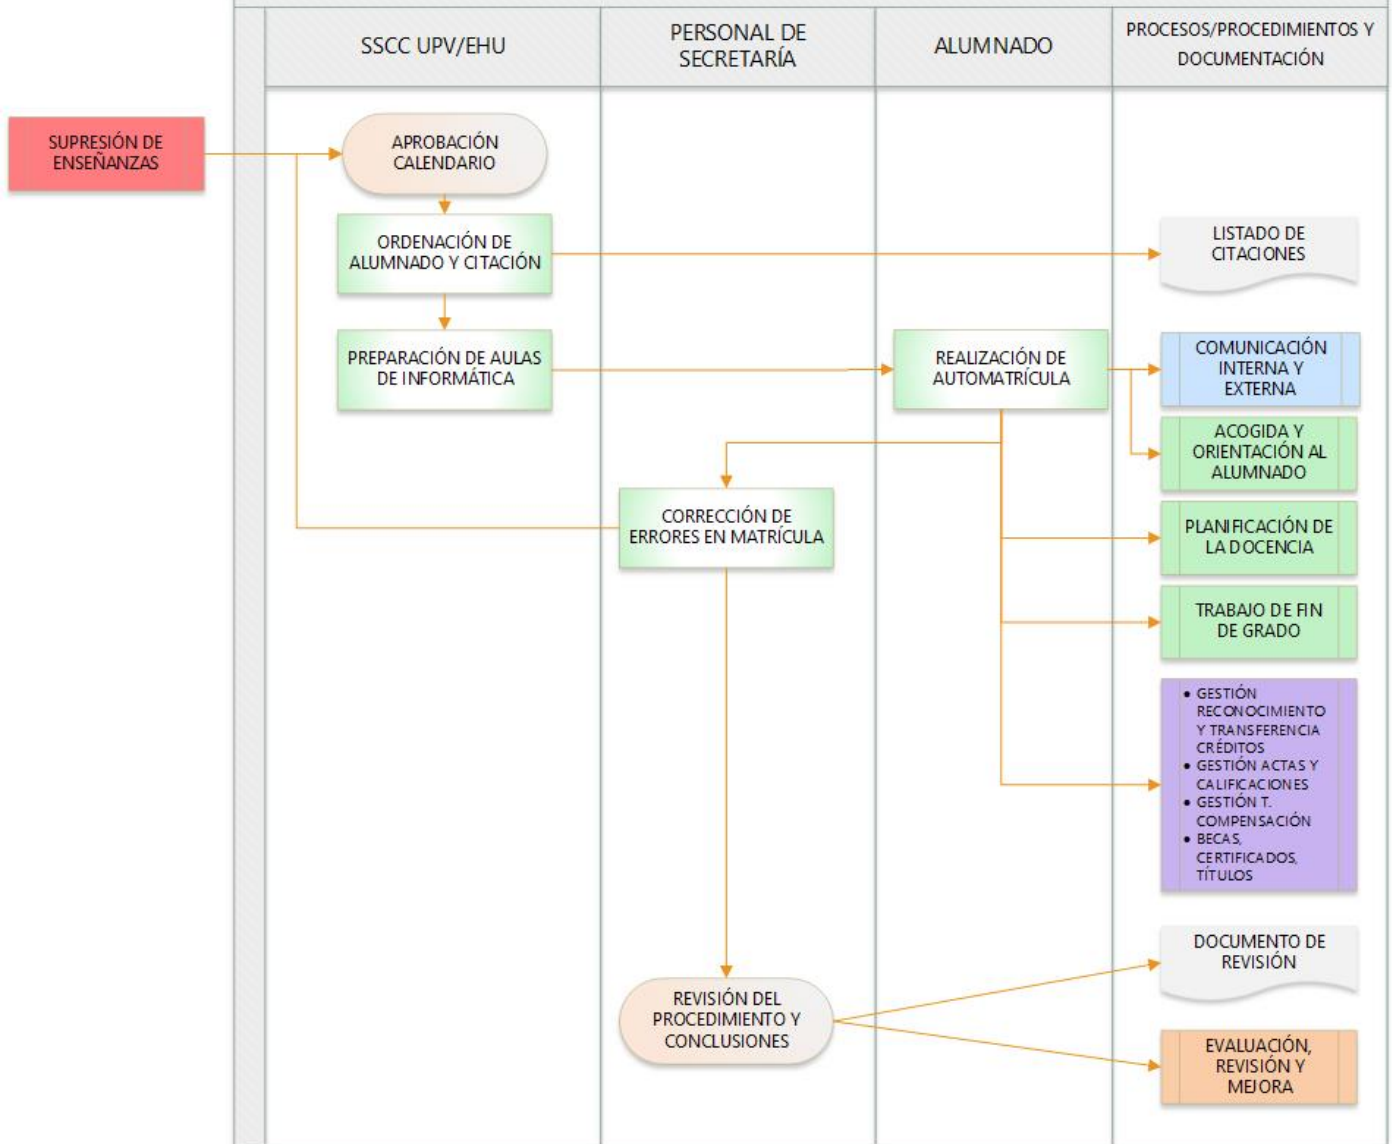 SSCC UPV/EHU
PERSONAL DE
SECRETARÍA
ALUMNADO
PROCESOS/PROCEDIMIENTOS Y
DOCUMENTACIÓN
SUPRESIÓN DE
ENSEÑANZAS
APROBACIÓN
CALENDARIO
ORDENACIÓN DE
ALUMNADO Y CITACIÓN
LISTADO DE
CITACIONES
PREPARACIÓN DE AULAS
DE INFORMÁTICA
REALIZACIÓN DE
AUTOMATRÍCULA
COMUNICACIÓN
INTERNA Y
EXTERNA
ACOGIDA Y
ORIENTACIÓN AL
ALUMNADO
CORRECCIÓN DE
ERRORES EN MATRÍCULA
PLANIFICACIÓN DE
LA DOCENCIA
TRABAJO DE FIN
DE GRADO
• GESTIÓN
RECONOCIMIENTO
Y TRANSFERENCIA
CRÉDITOS
• GESTIÓN ACTAS Y
CALIFICACIONES
• GESTIÓN T.
COMPENSACIÓN
• BECAS,
CERTIFICADOS,
TÍTULOS
DOCUMENTO DE
REVISIÓN
REVISIÓN DEL
PROCEDIMIENTO Y
CONCLUSIONES
EVALUACIÓN,
REVISIÓN Y
MEJORA